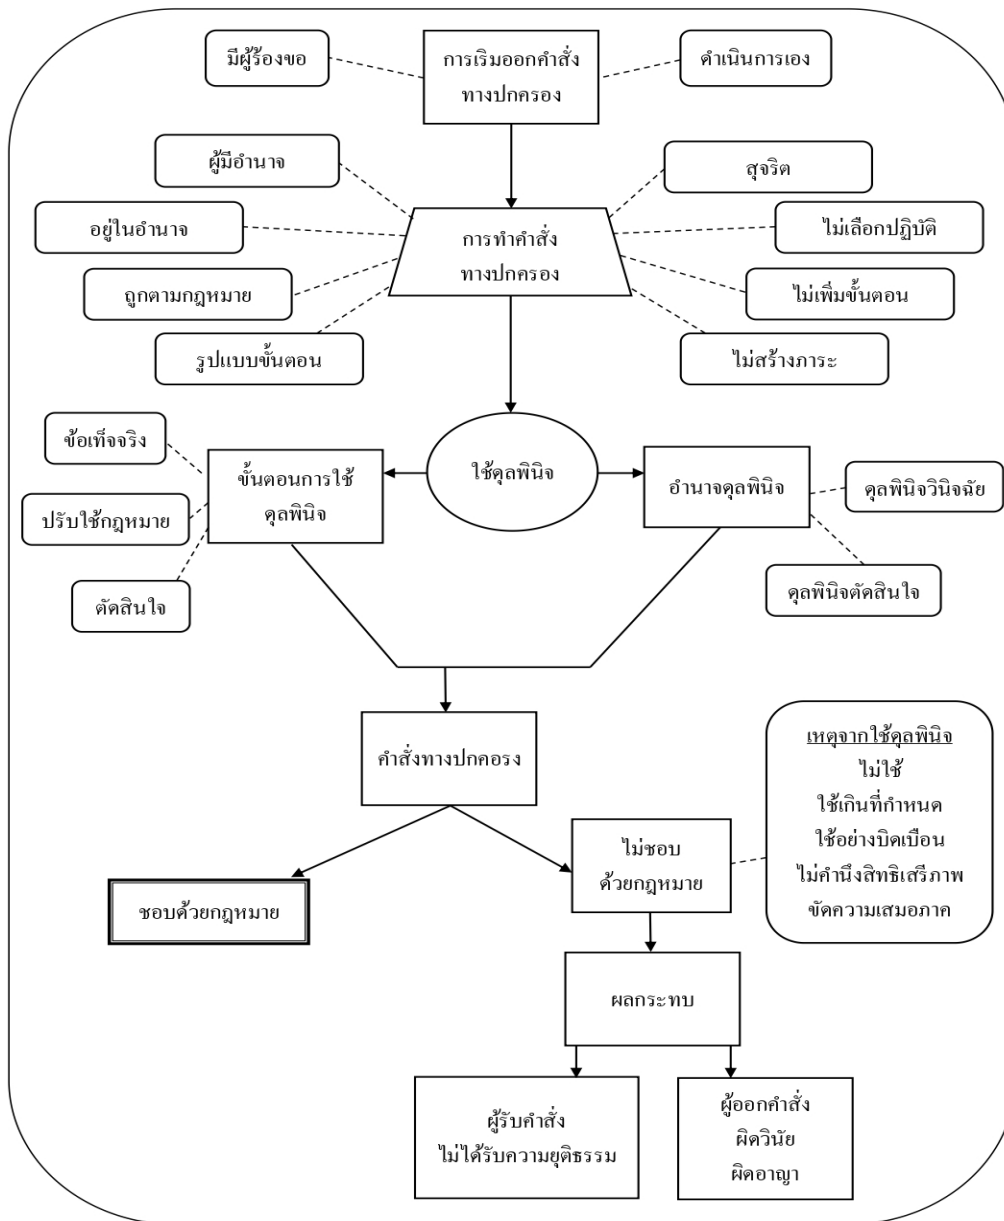 มีผู้ร้องขอ
การเริ่มออกคำสั่ง
ทางปกครอง
ดำเนินการเอง
ผู้มีอำนาจ
สุจริต
อยู่ในอำนาจ
การทำคำสั่ง
ทางปกครอง
ไม่เลือกปฏิบัติ
ถูกตามกฎหมาย
ไม่เพิ่มขั้นตอน
รูปแบบขั้นตอน
ไม่สร้างภาระ
ข้อเท็จจริง
ขั้นตอนการใช้
ดุลพินิจ
ใช้ดุลพินิจ
อำนาจดุลพินิจ
ดุลพินิจวินิจฉัย
ปรับใช้กฎหมาย
ตัดสินใจ
ดุลพินิจตัดสินใจ
คำสั่งทางปกคอรง
เหตุจากใช้ดุลพินิจ
ไม่ใช้
ใช้เกินที่กำหนด
ใช้อย่างบิดเบือน
ไม่คำนึงสิทธิเสรีภาพ
ขัดความเสมอภาค
ไม่ชอบ
ด้วยกฎหมาย
ชอบด้วยกฎหมาย
ผลกระทบ
ผู้รับคำสั่ง
ไม่ได้รับความยุติธรรม
ผู้ออกคำสั่ง
ผิดวินัย
ผิดอาญา